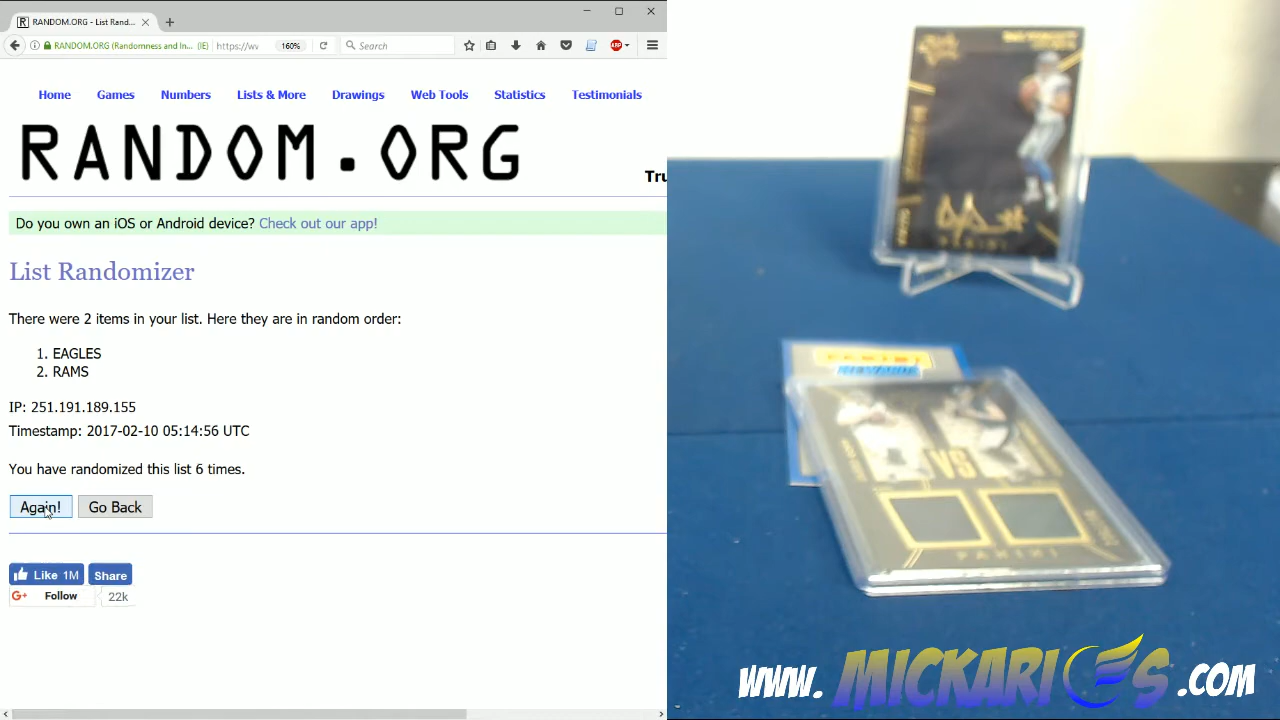 RANDOM.ORG - List Rand...
RANDOM.ORG (Randomness and In... (IE)
https://wv
160%
Search
ABP
Home
Games
Numbers
Lists & More
Drawings
Web Tools
Statistics
Testimonials
RANDOM.ORG
Tru
Do you own an iOS or Android device? Check out our app!
List Randomizer
There were 2 items in your list. Here they are in random order:
1. EAGLES
2. RAMS
IP: 251.191.189.155
Timestamp: 2017-02-10 05:14:56 UTC
You have randomized this list 6 times.
Again!
Go Back
Like 1M
Share
G+ Follow
22k
PANINI
VS
PANINI
www.MICKARIES.COM